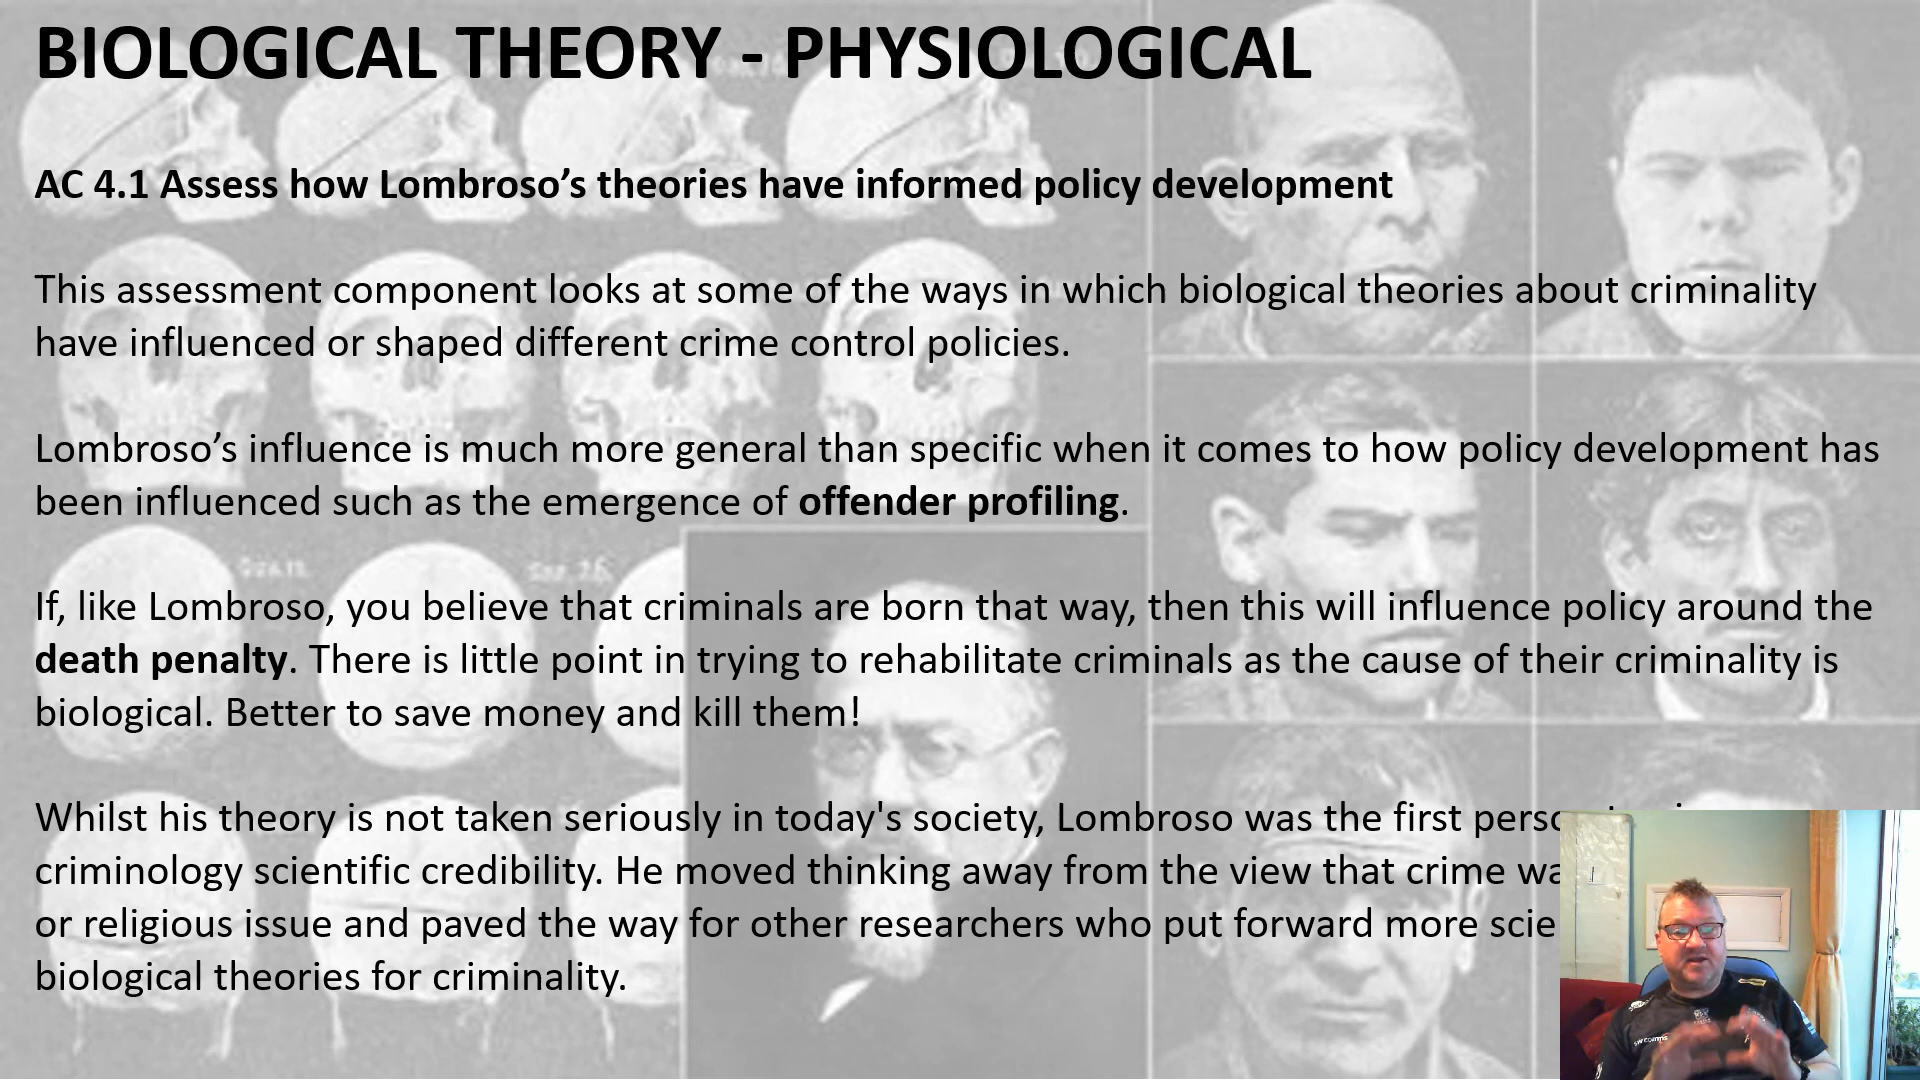 BIOLOGICAL THEORY - PHYSIOLOGICAL
AC 4.1 Assess how Lombroso’s theories have informed policy development
This assessment component looks at some of the ways in which biological theories about criminality
have influenced or shaped different crime control policies.
Lombroso’s influence is much more general than specific when it comes to how policy development has
been influenced such as the emergence of offender profiling.
If, like Lombroso, you believe that criminals are born that way, then this will influence policy around the
death penalty. There is little point in trying to rehabilitate criminals as the cause of their criminality is
biological. Better to save money and kill them!
Whilst his theory is not taken seriously in today's society, Lombroso was the first
criminology scientific credibility. He moved thinking away from the view that crime
or religious issue and paved the way for other researchers who put forward more
biological theories for criminality.